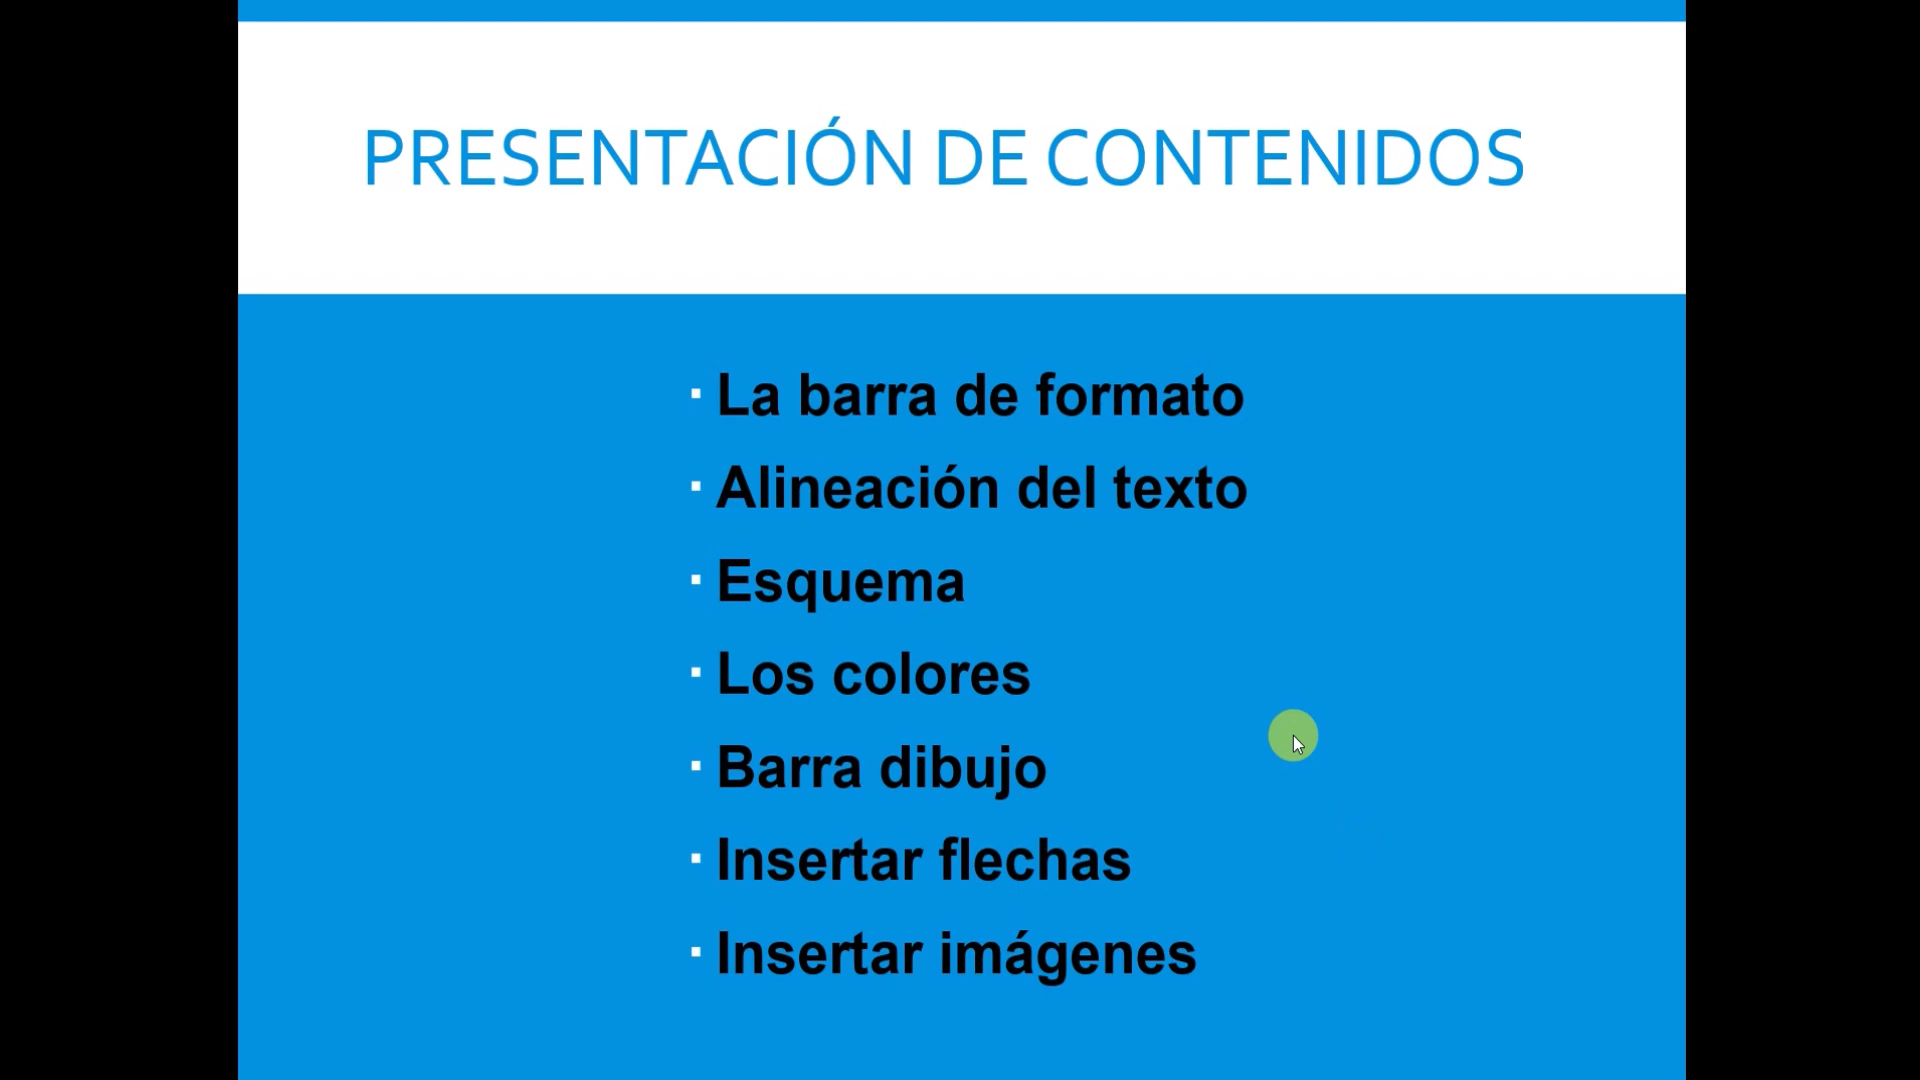 PRESENTACIÓN DE CONTENIDOS
La barra de formato
Alineación del texto
Esquema
Los colores
Barra dibujo
Insertar flechas
Insertar imágenes